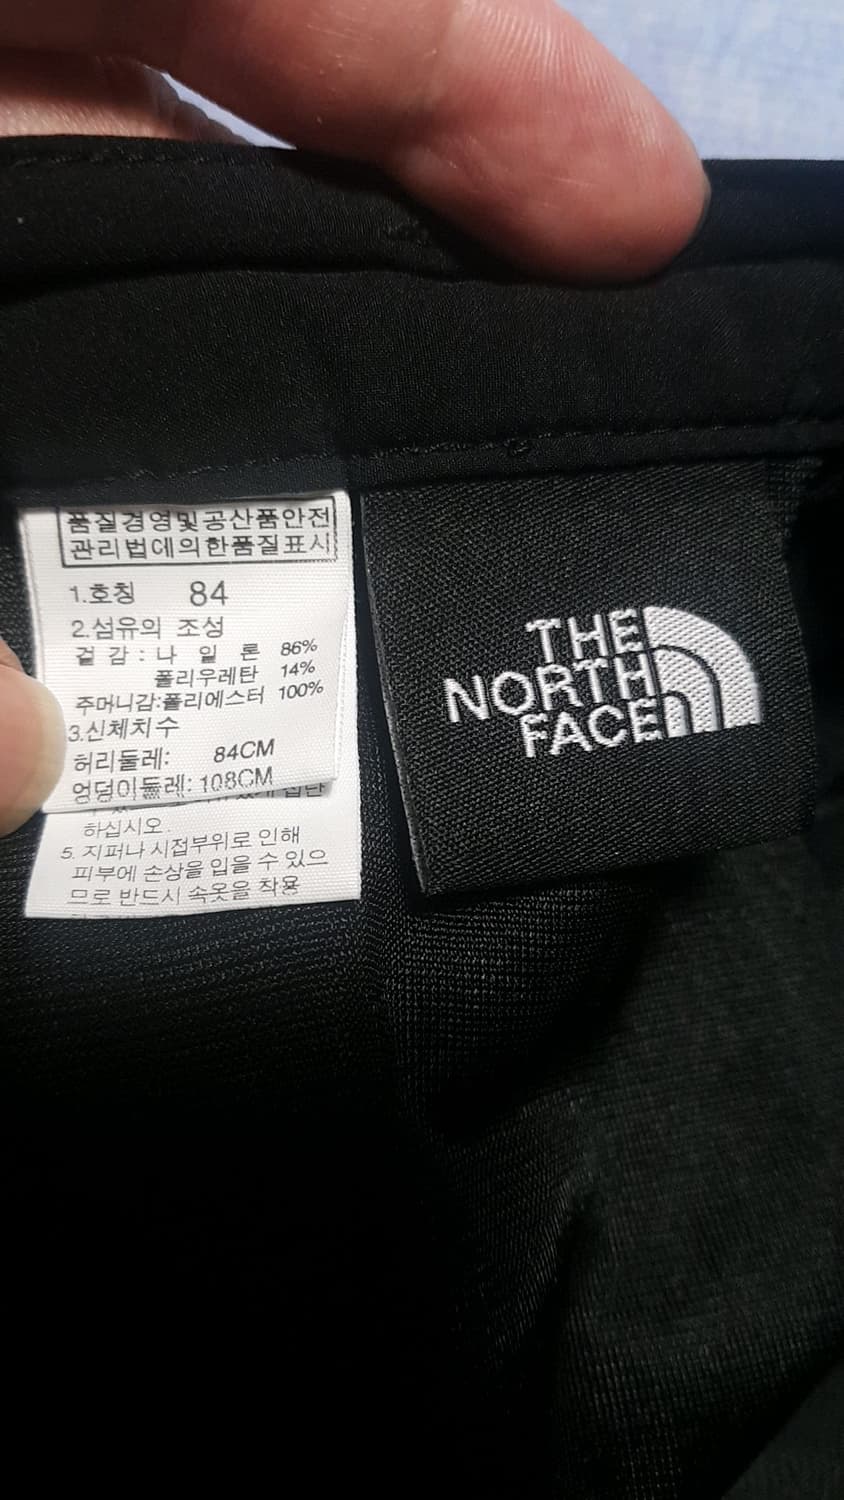 품질경영및공산품안전
관리법에의한품질표시
1.호칭 84
2.섬유의 조성
겉 감 : 나 일 론 86%
폴리우레탄 14%
주머니감:폴리에스터 100%
3.신체치수
허리둘레: 84CM
엉덩이둘레: 108CM
하십시오.
5. 지퍼나 시접부위로 인해
피부에 손상을 입을 수 있으
므로 반드시 속옷을 착용
THE
NORTH
FACE